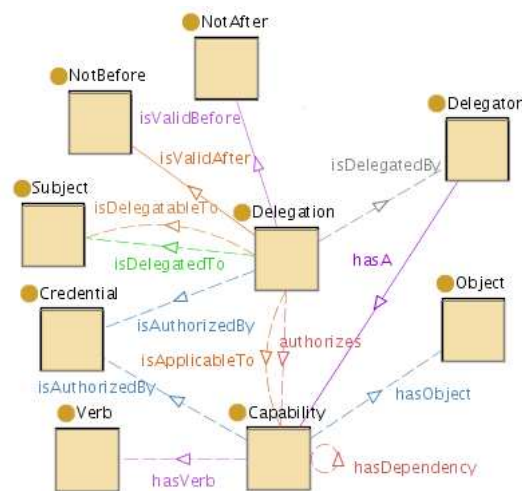 NotAfter
NotBefore
Delegator
isValidBefore
isValidAfter
isDelegatedBy
Subject
isDelegatableTo
Delegation
isDelegatedTo
hasA
Credential
Object
isAuthorizedBy
authorizes
isApplicableTo
isAuthorizedBy
hasObject
Verb
Capability
hasDependency
hasVerb